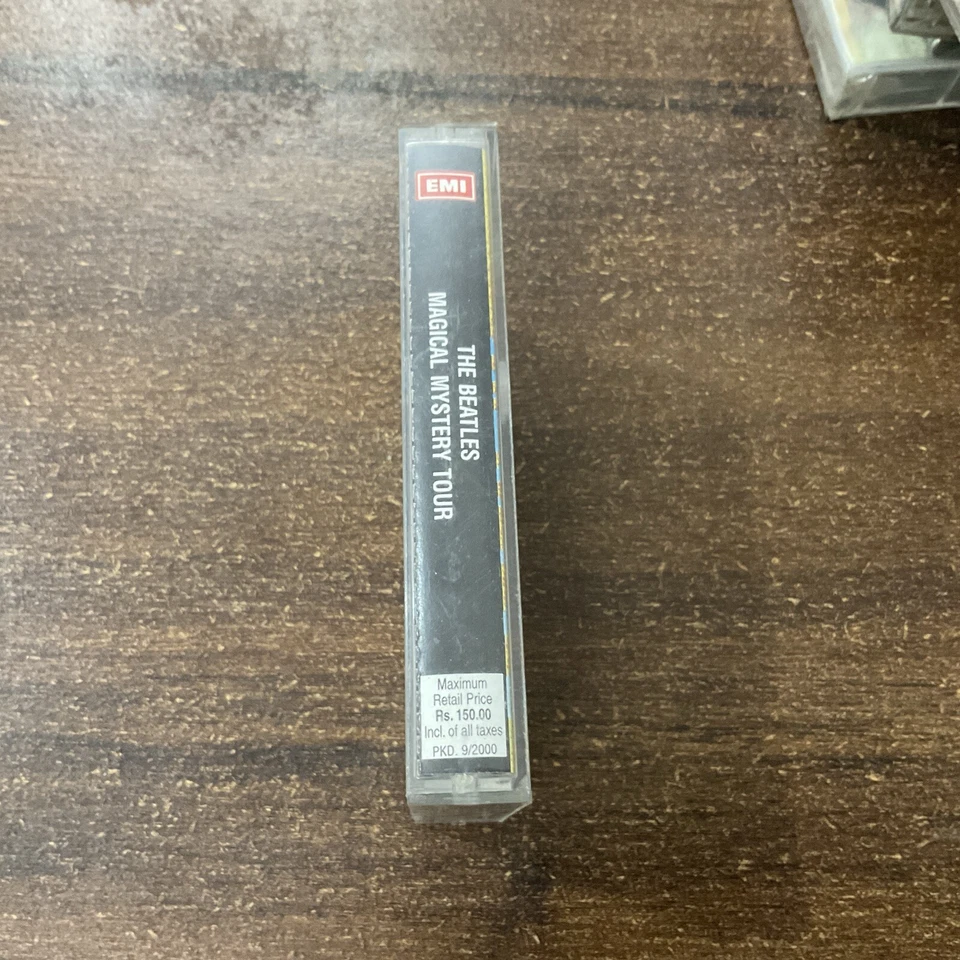 EMI
THE BEATLES
MAGICAL MYSTERY TOUR
Maximum
Retail Price
Rs. 150.00
Incl. of all taxes
PKD. 9/2000